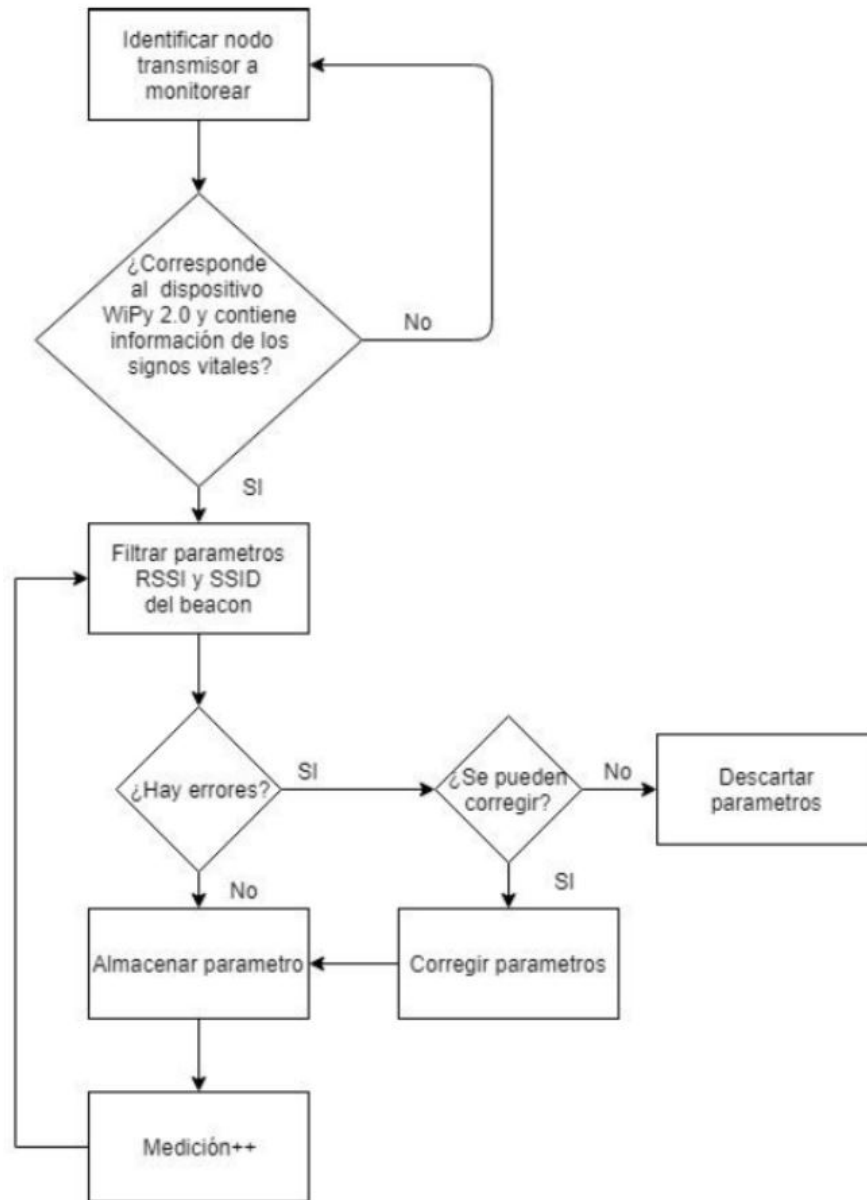 Identificar nodo
transmisor a
monitorear
¿Corresponde
al dispositivo
WiPy 2.0 y contiene
información de los
signos vitales?
No
SI
Filtrar parametros
RSSI y SSID
del beacon
¿Hay errores?
SI
¿Se pueden
corregir?
No
Descartar
parametros
No
SI
Almacenar parametro
Corregir parametros
Medición++